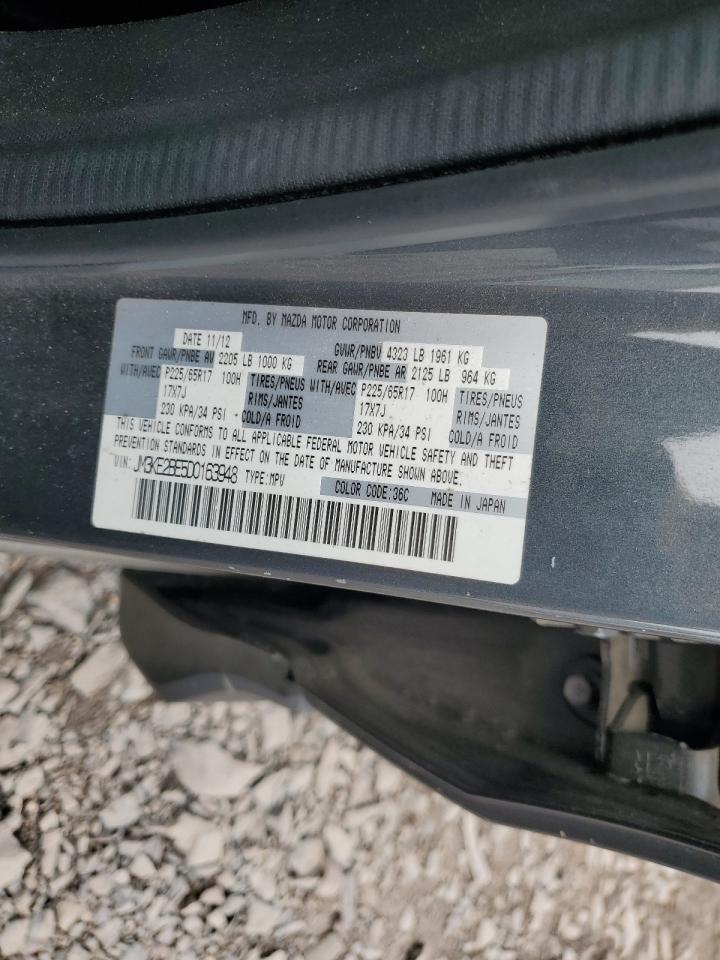 MFD. BY MAZDA MOTOR CORPORATION
DATE 11/12 GVWR/PNBV 4323 LB 1961 KG
FRONT GAWR/PNBE AV 2205 LB 1000 KG REAR GAWR/PNBE AR 2125 LB 964 KG
WITH/AVEC P225/65R17 100H TIRES/PNEUS WITH/AVEC P225/65R17 100H TIRES/PNEUS
17X7J RIMS/JANTES 17X7J RIMS/JANTES
230 KPA/34 PSI COLD/A FROID 230 KPA/34 PSI COLD/A FROID
THIS VEHICLE CONFORMS TO ALL APPLICABLE FEDERAL MOTOR VEHICLE SAFETY AND THEFT
PREVENTION STANDARDS IN EFFECT ON THE DATE OF MANUFACTURE SHOWN ABOVE.
VIN: JM3KE2BE5D0163948 TYPE:MPV
COLOR CODE:36C MADE IN JAPAN